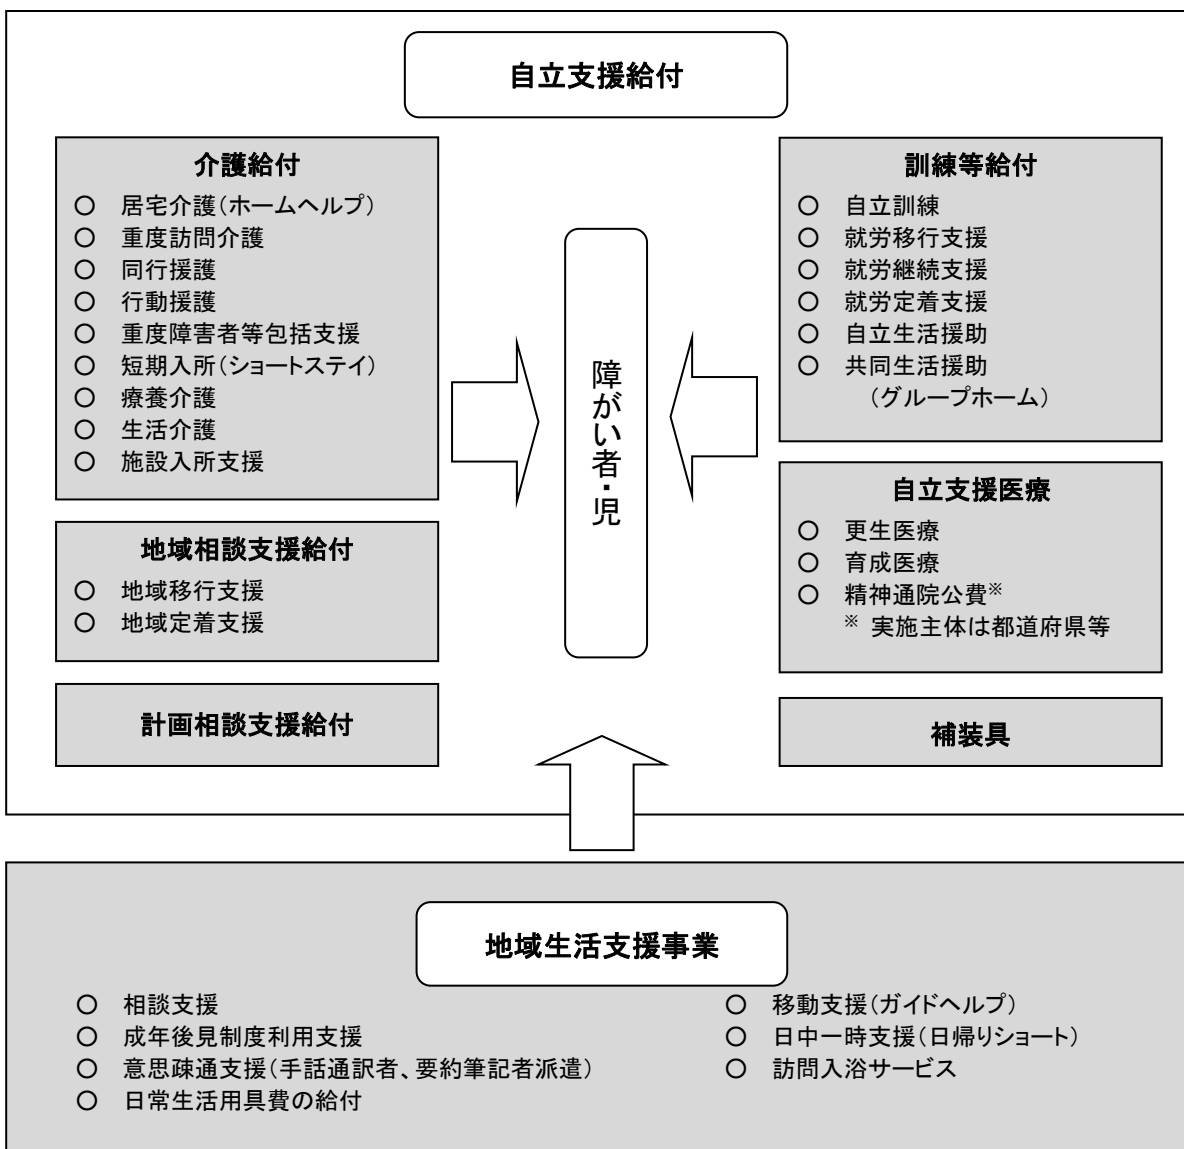 自立支援給付
介護給付
○ 居宅介護(ホームヘルプ)
○ 重度訪問介護
○ 同行援護
○ 行動援護
○ 重度障害者等包括支援
○ 短期入所(ショートステイ)
○ 療養介護
○ 生活介護
○ 施設入所支援
地域相談支援給付
○ 地域移行支援
○ 地域定着支援
計画相談支援給付
障がい者・児
訓練等給付
○ 自立訓練
○ 就労移行支援
○ 就労継続支援
○ 就労定着支援
○ 自立生活援助
○ 共同生活援助
(グループホーム)
自立支援医療
○ 更生医療
○ 育成医療
○ 精神通院公費※
※ 実施主体は都道府県等
補装具
地域生活支援事業
○ 相談支援
○ 成年後見制度利用支援
○ 意思疎通支援(手話通訳者、要約筆記者派遣)
○ 日常生活用具費の給付
○ 移動支援(ガイドヘルプ)
○ 日中一時支援(日帰りショート)
○ 訪問入浴サービス